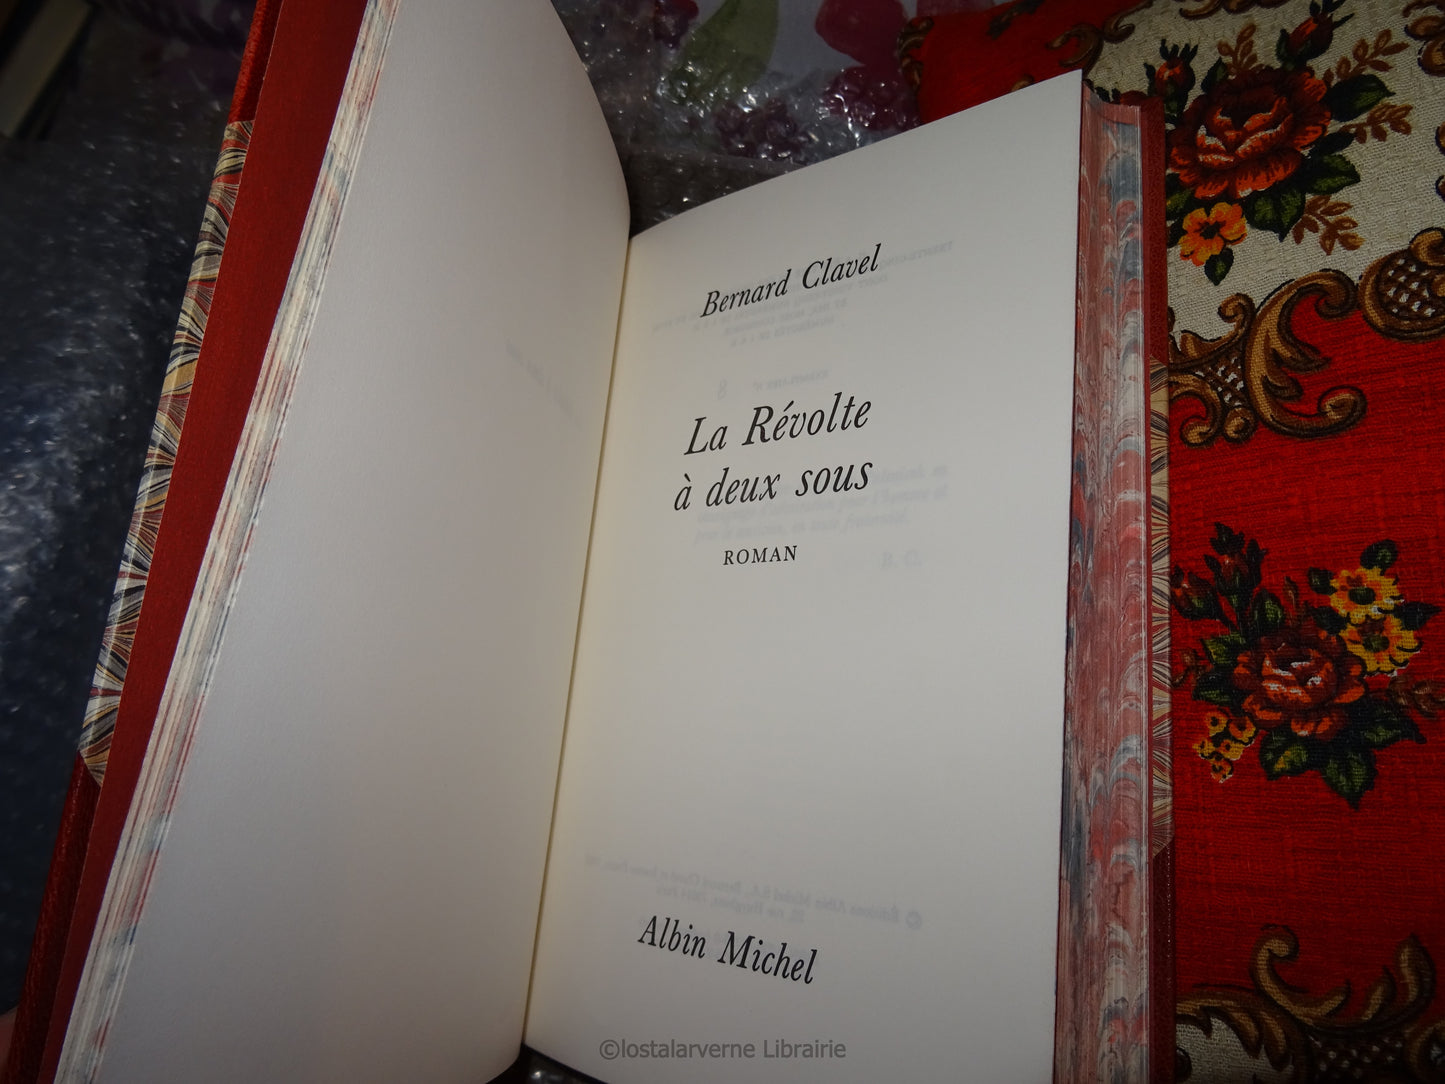 Bernard Clavel
La Révolte
à deux sous
ROMAN
Albin Michel
©lostalarverne Librairie